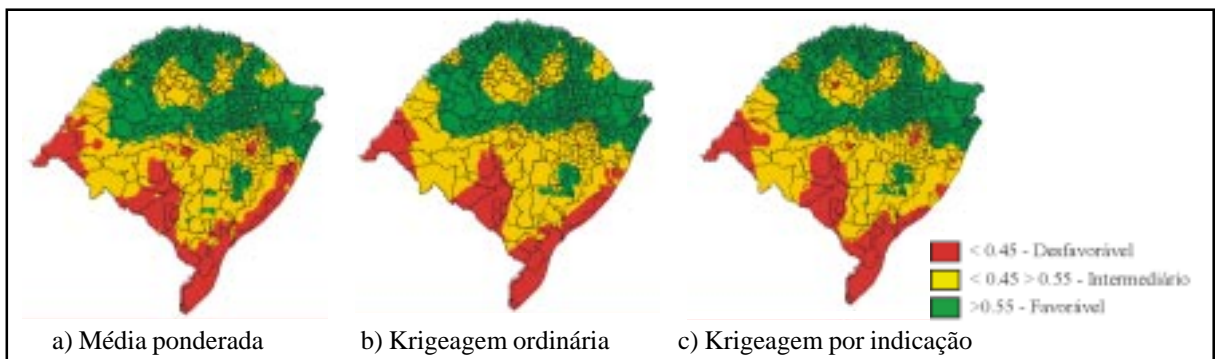 < 0.45 - Desfavorável
< 0.45 > 0.55 - Intermediário
>0.55 - Favorável
a) Média ponderada b) Krigeagem ordinária c) Krigeagem por indicação